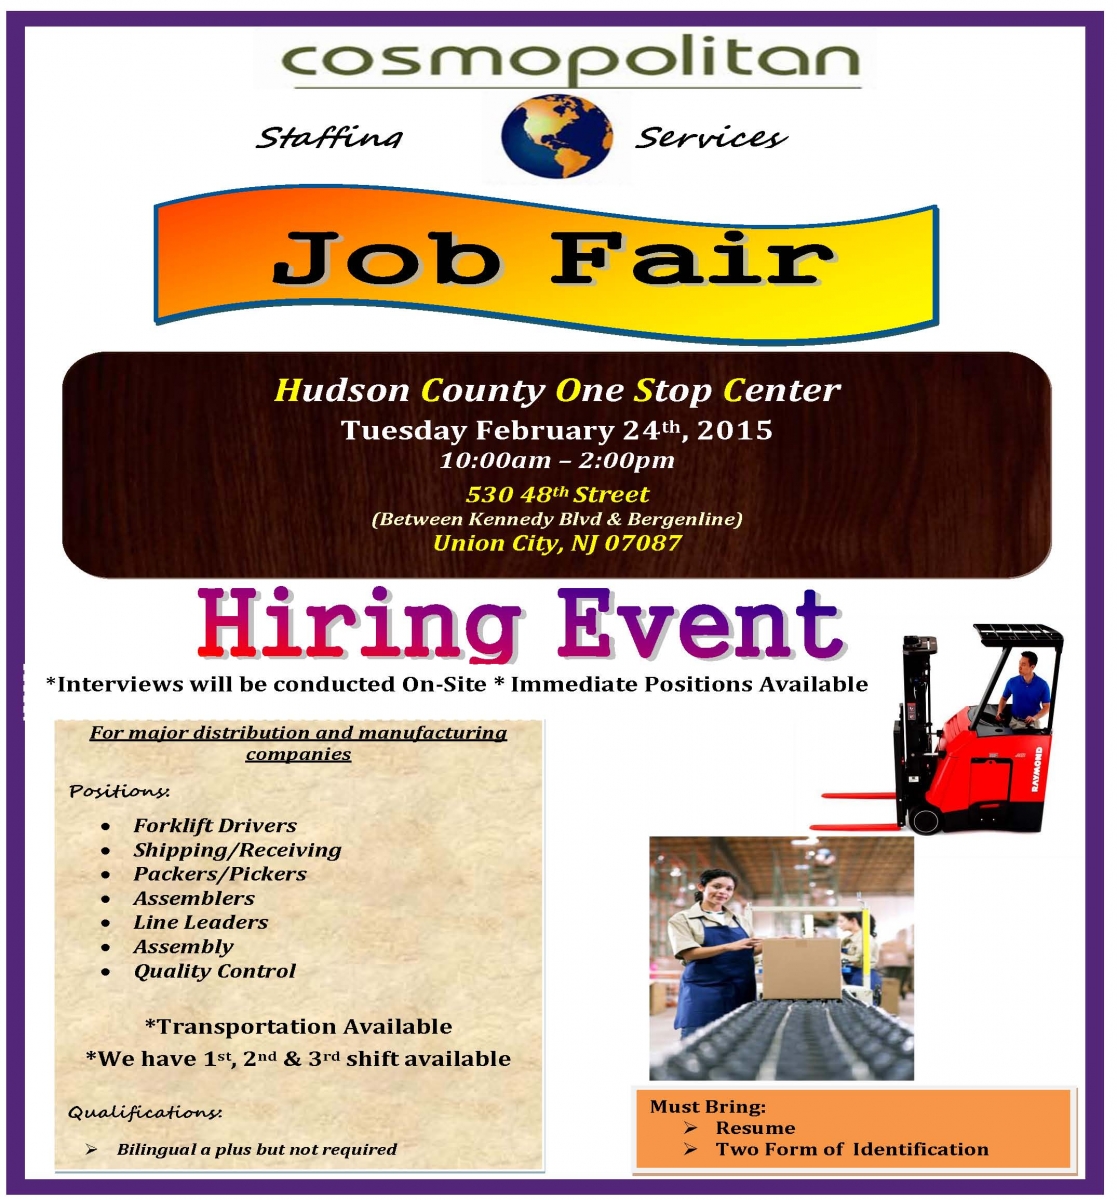 cosmopolitan
Staffing Services
Job Fair
Hudson County One Stop Center
Tuesday February 24th, 2015
10:00am – 2:00pm
530 48th Street
(Between Kennedy Blvd & Bergenline)
Union City, NJ 07087
Hiring Event
*Interviews will be conducted On-Site * Immediate Positions Available
For major distribution and manufacturing
companies
Positions:
• Forklift Drivers
• Shipping/Receiving
• Packers/Pickers
• Assemblers
• Line Leaders
• Assembly
• Quality Control
*Transportation Available
*We have 1st, 2nd & 3rd shift available
Qualifications:
➢ Bilingual a plus but not required
RAYMOND
Must Bring:
➢ Resume
➢ Two Form of Identification